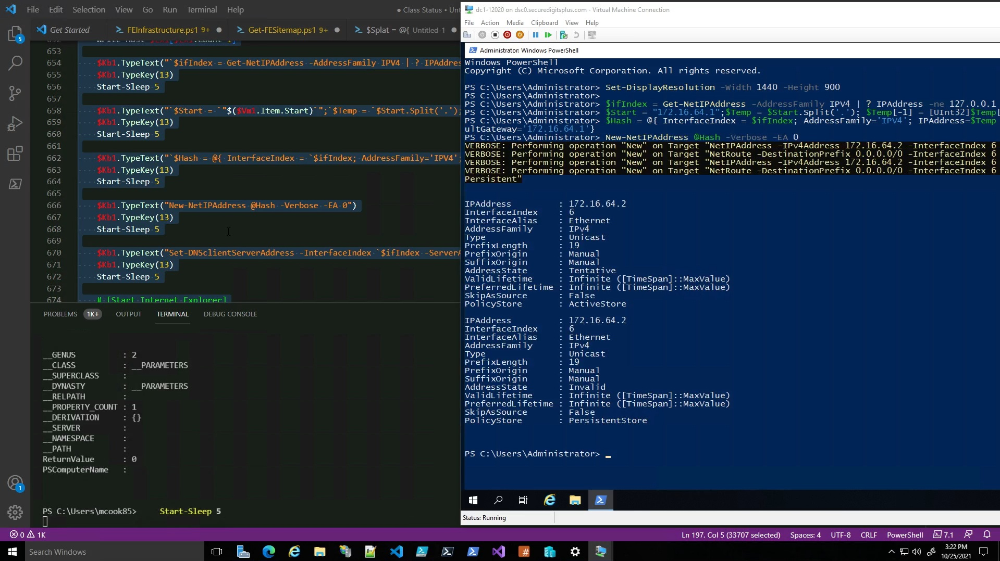 File Edit Selection View Go Run Terminal Help
● Class Status • Unt
Get Started
FEInfrastructure.ps1 9+
Get-FESitemap.ps1 9+
$Splat = @{ Untitled-1
653
654 $Kb1.TypeText("`$ifIndex = Get-NetIPAddress -AddressFamily IPV4 | ? IPAddres
655 $Kb1.TypeKey(13)
656 Start-Sleep 5
657
658 $Kb1.TypeText("`$Start = `"$($Vm1.Item.Start)`";`$Temp = `$Start.Split('.');
659 $Kb1.TypeKey(13)
660 Start-Sleep 5
661
662 $Kb1.TypeText("`$Hash = @{ InterfaceIndex = `$ifIndex; AddressFamily='IPV4';
663 $Kb1.TypeKey(13)
664 Start-Sleep 5
665
666 $Kb1.TypeText("New-NetIPAddress @Hash -Verbose -EA 0")
667 $Kb1.TypeKey(13)
668 Start-Sleep 5
669
670 $Kb1.TypeText("Set-DNSclientServerAddress -InterfaceIndex `$ifIndex -ServerA
671 $Kb1.TypeKey(13)
672 Start-Sleep 5
673
674 # [Start Internet Explorer]
PROBLEMS 1K+ OUTPUT TERMINAL DEBUG CONSOLE
__GENUS : 2
__CLASS : __PARAMETERS
__SUPERCLASS :
__DYNASTY : __PARAMETERS
__RELPATH :
__PROPERTY_COUNT : 1
__DERIVATION : {}
__SERVER :
__NAMESPACE :
__PATH :
ReturnValue : 0
PSComputerName :
PS C:\Users\mcook85> Start-Sleep 5
5
1
dc1-12020 on dsc0.securedigitsplus.com - Virtual Machine Connection
File Action Media Clipboard View Help
Administrator: Windows PowerShell
Windows PowerShell
Copyright (C) Microsoft Corporation. All rights reserved.
PS C:\Users\Administrator> Set-DisplayResolution -Width 1440 -Height 900
PS C:\Users\Administrator>
PS C:\Users\Administrator> $ifIndex = Get-NetIPAddress -AddressFamily IPV4 | ? IPAddress -ne 127.0.0.1
PS C:\Users\Administrator> $Start = "172.16.64.1";$Temp = $Start.Split('.'); $Temp[-1] = [UInt32]$Temp[
PS C:\Users\Administrator> $Hash = @{ InterfaceIndex = $ifIndex; AddressFamily='IPV4'; IPAddress=$Temp
ultGateway='172.16.64.1'}
PS C:\Users\Administrator> New-NetIPAddress @Hash -Verbose -EA 0
VERBOSE: Performing operation "New" on Target "NetIPAddress -IPv4Address 172.16.64.2 -InterfaceIndex 6
VERBOSE: Performing operation "New" on Target "NetRoute -DestinationPrefix 0.0.0.0/0 -InterfaceIndex 6
VERBOSE: Performing operation "New" on Target "NetIPAddress -IPv4Address 172.16.64.2 -InterfaceIndex 6
VERBOSE: Performing operation "New" on Target "NetRoute -DestinationPrefix 0.0.0.0/0 -InterfaceIndex 6
Persistent"
IPAddress : 172.16.64.2
InterfaceIndex : 6
InterfaceAlias : Ethernet
AddressFamily : IPv4
Type : Unicast
PrefixLength : 19
PrefixOrigin : Manual
SuffixOrigin : Manual
AddressState : Tentative
ValidLifetime : Infinite ([TimeSpan]::MaxValue)
PreferredLifetime : Infinite ([TimeSpan]::MaxValue)
SkipAsSource : False
PolicyStore : ActiveStore
IPAddress : 172.16.64.2
InterfaceIndex : 6
InterfaceAlias : Ethernet
AddressFamily : IPv4
Type : Unicast
PrefixLength : 19
PrefixOrigin : Manual
SuffixOrigin : Manual
AddressState : Invalid
ValidLifetime : Infinite ([TimeSpan]::MaxValue)
PreferredLifetime : Infinite ([TimeSpan]::MaxValue)
SkipAsSource : False
PolicyStore : PersistentStore
PS C:\Users\Administrator> _
Status: Running
0 1K
Ln 197, Col 5 (33707 selected) Spaces: 4 UTF-8 CRLF PowerShell 7.1
Search Windows
3:22 PM
10/25/2021